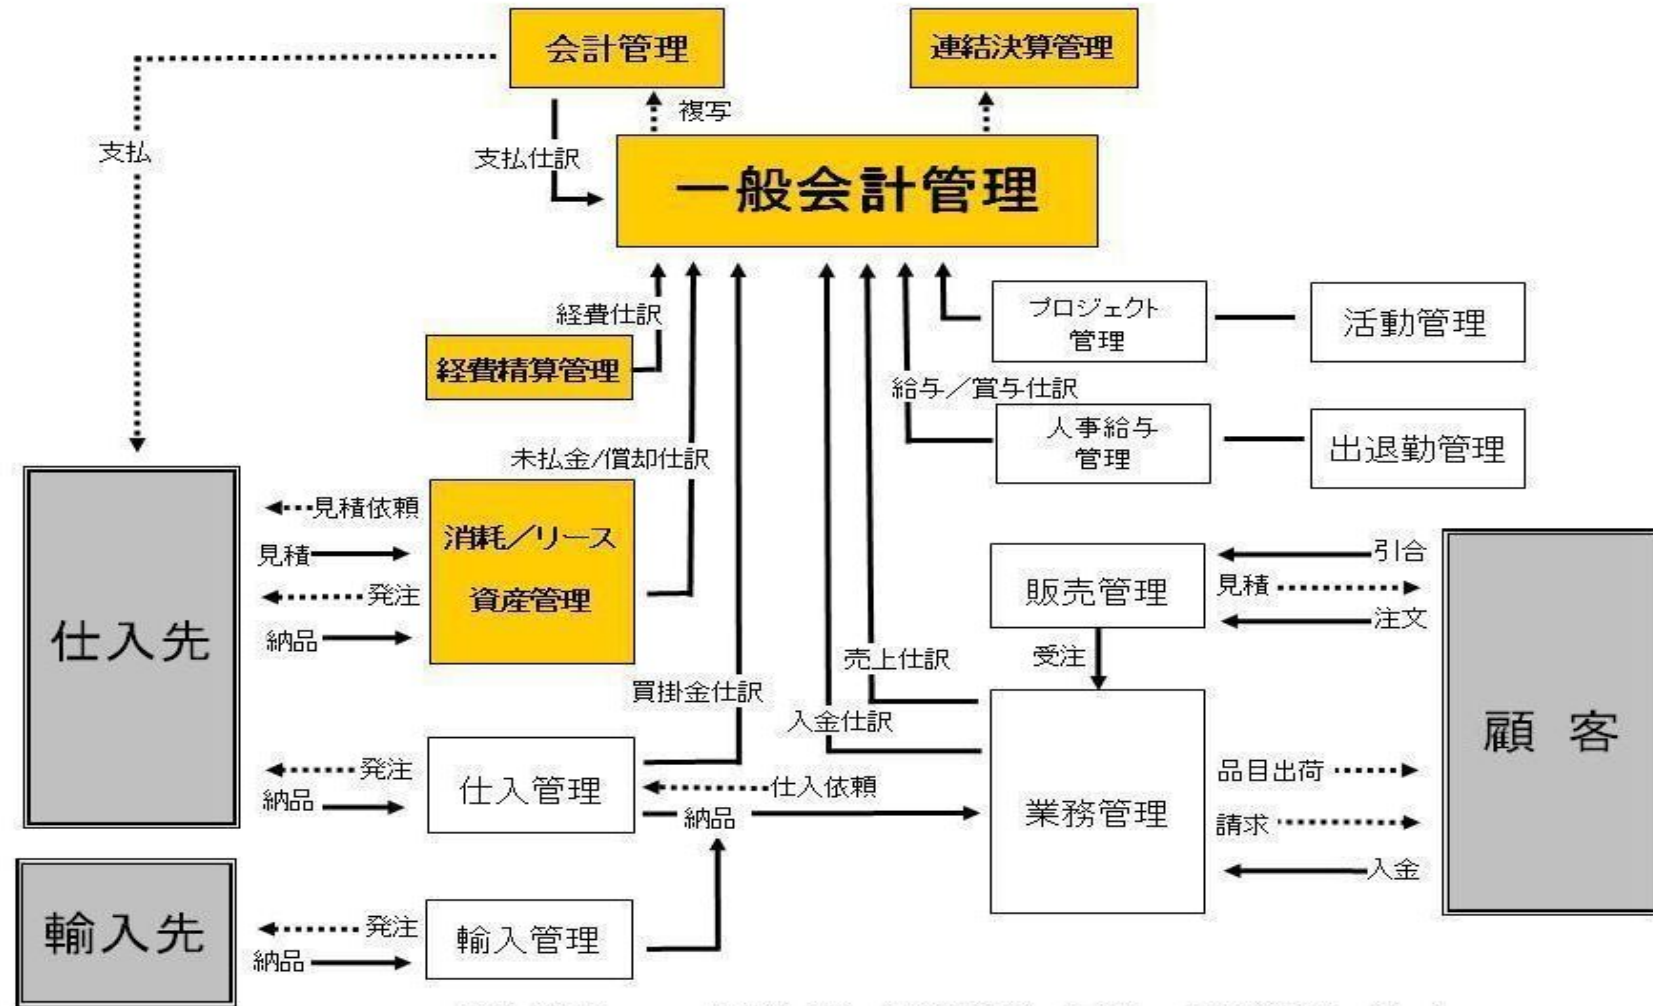 会計管理
連結決算管理
複写
支払
支払仕訳
一般会計管理
経費仕訳
プロジェクト
管理
活動管理
経費精算管理
給与／賞与仕訳
人事給与
管理
出退勤管理
未払金/償却仕訳
見積依頼
見積
発注
納品
消耗／リース
資産管理
仕入先
引合
見積
注文
販売管理
受注
売上仕訳
買掛金仕訳
入金仕訳
顧 客
発注
納品
仕入管理
仕入依頼
納品
業務管理
品目出荷
請求
入金
輸入先
発注
納品
輸入管理